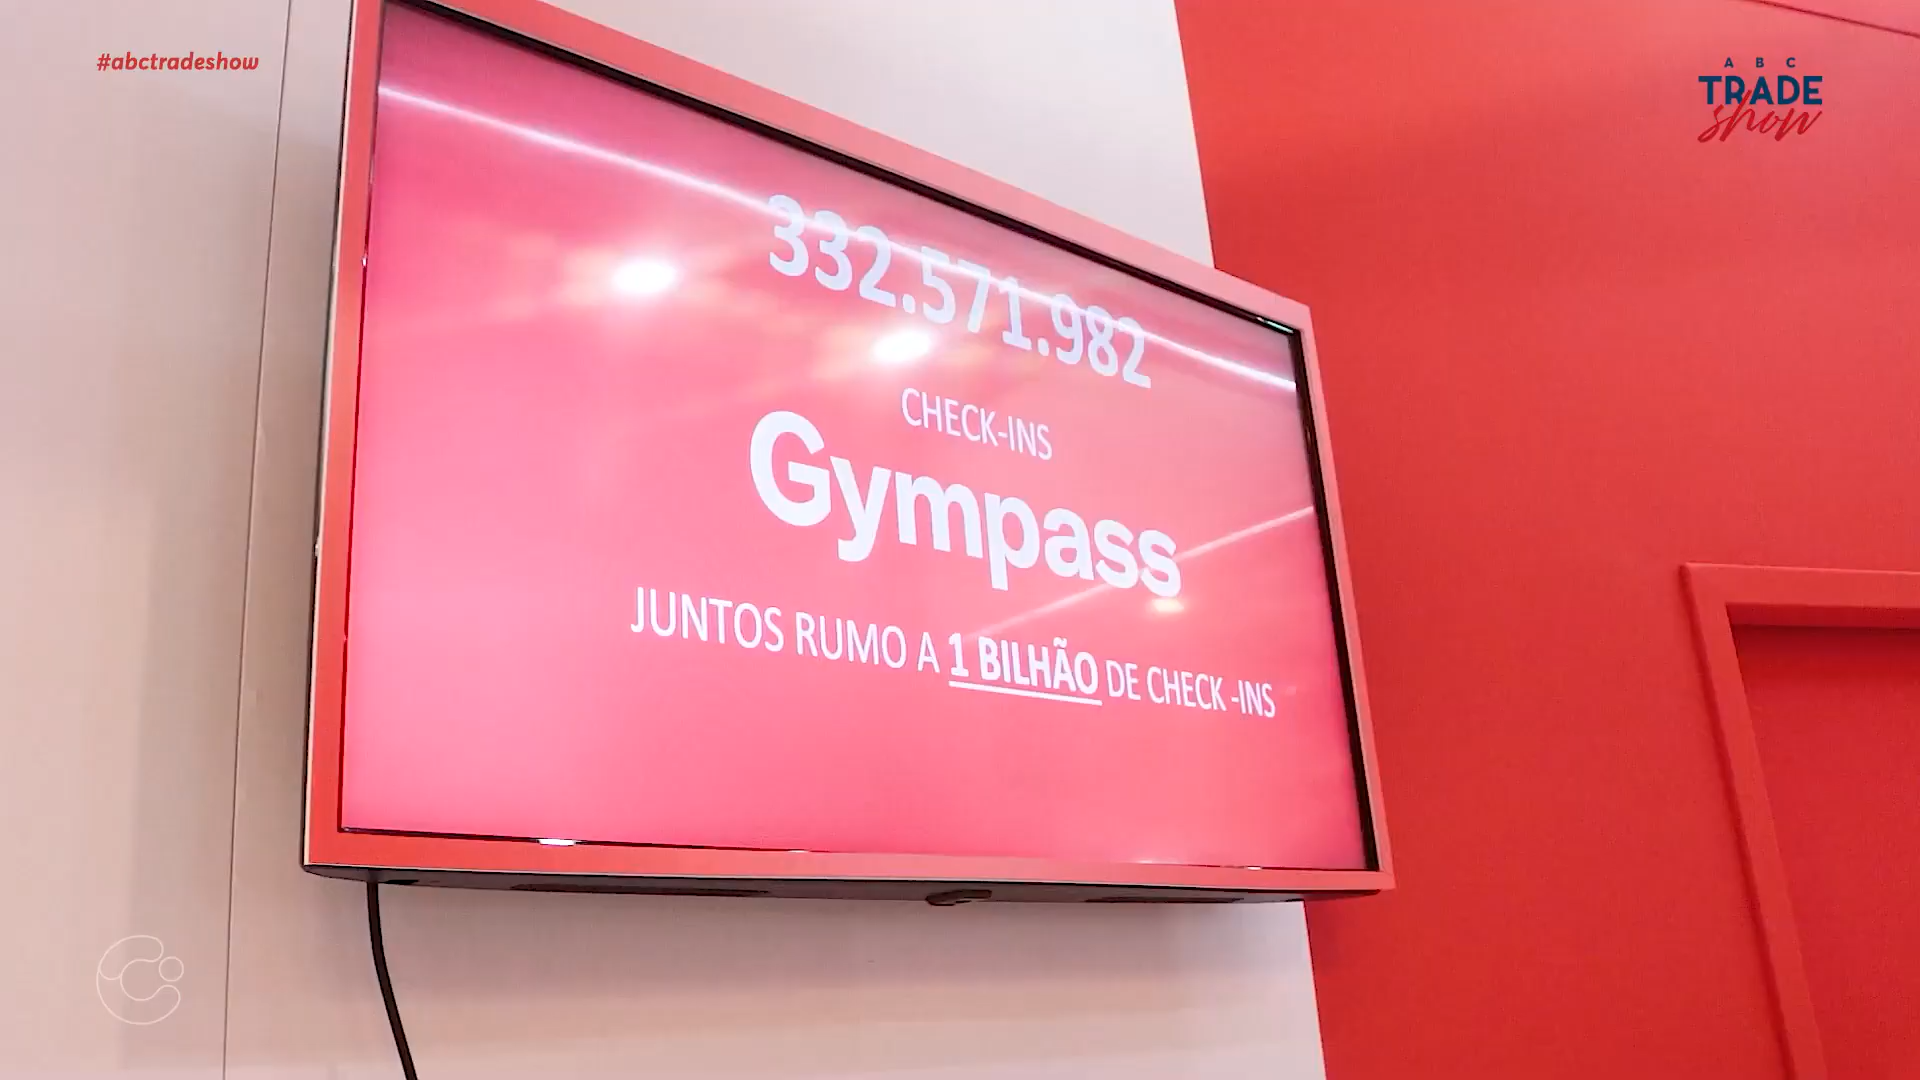 #abctradeshow
ABC
TRADE
show
332.571.982
CHECK-INS
Gympass
JUNTOS RUMO A 1 BILHÃO DE CHECK -INS